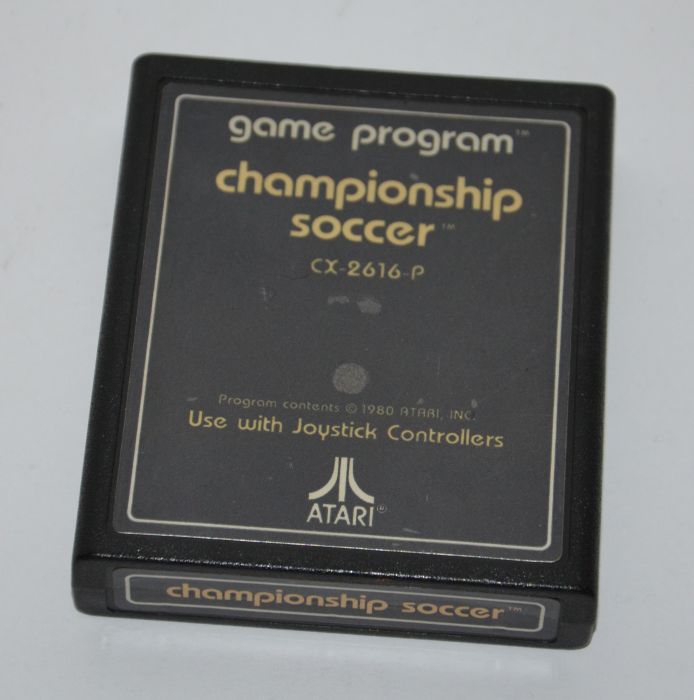 game program™
championship
soccer™
CX-2616-P
Program contents © 1980 ATARI, INC.
Use with Joystick Controllers
ATARI®
championship soccer™